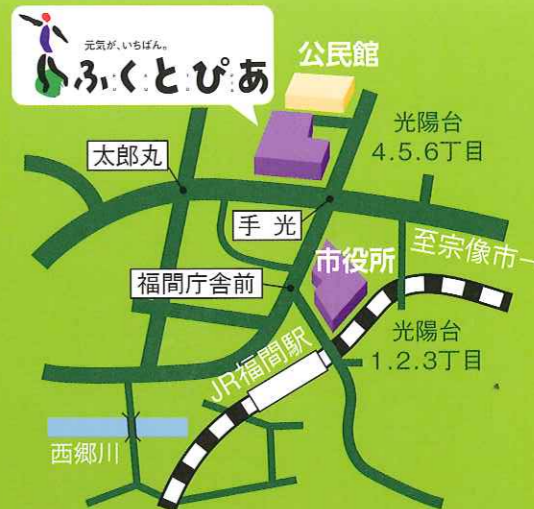 元気が、いちばん。
ふくとぴあ
公民館
光陽台
4.5.6丁目
太郎丸
手 光
至宗像市
市役所
福間庁舎前
光陽台
1.2.3丁目
JR福間駅
西郷川